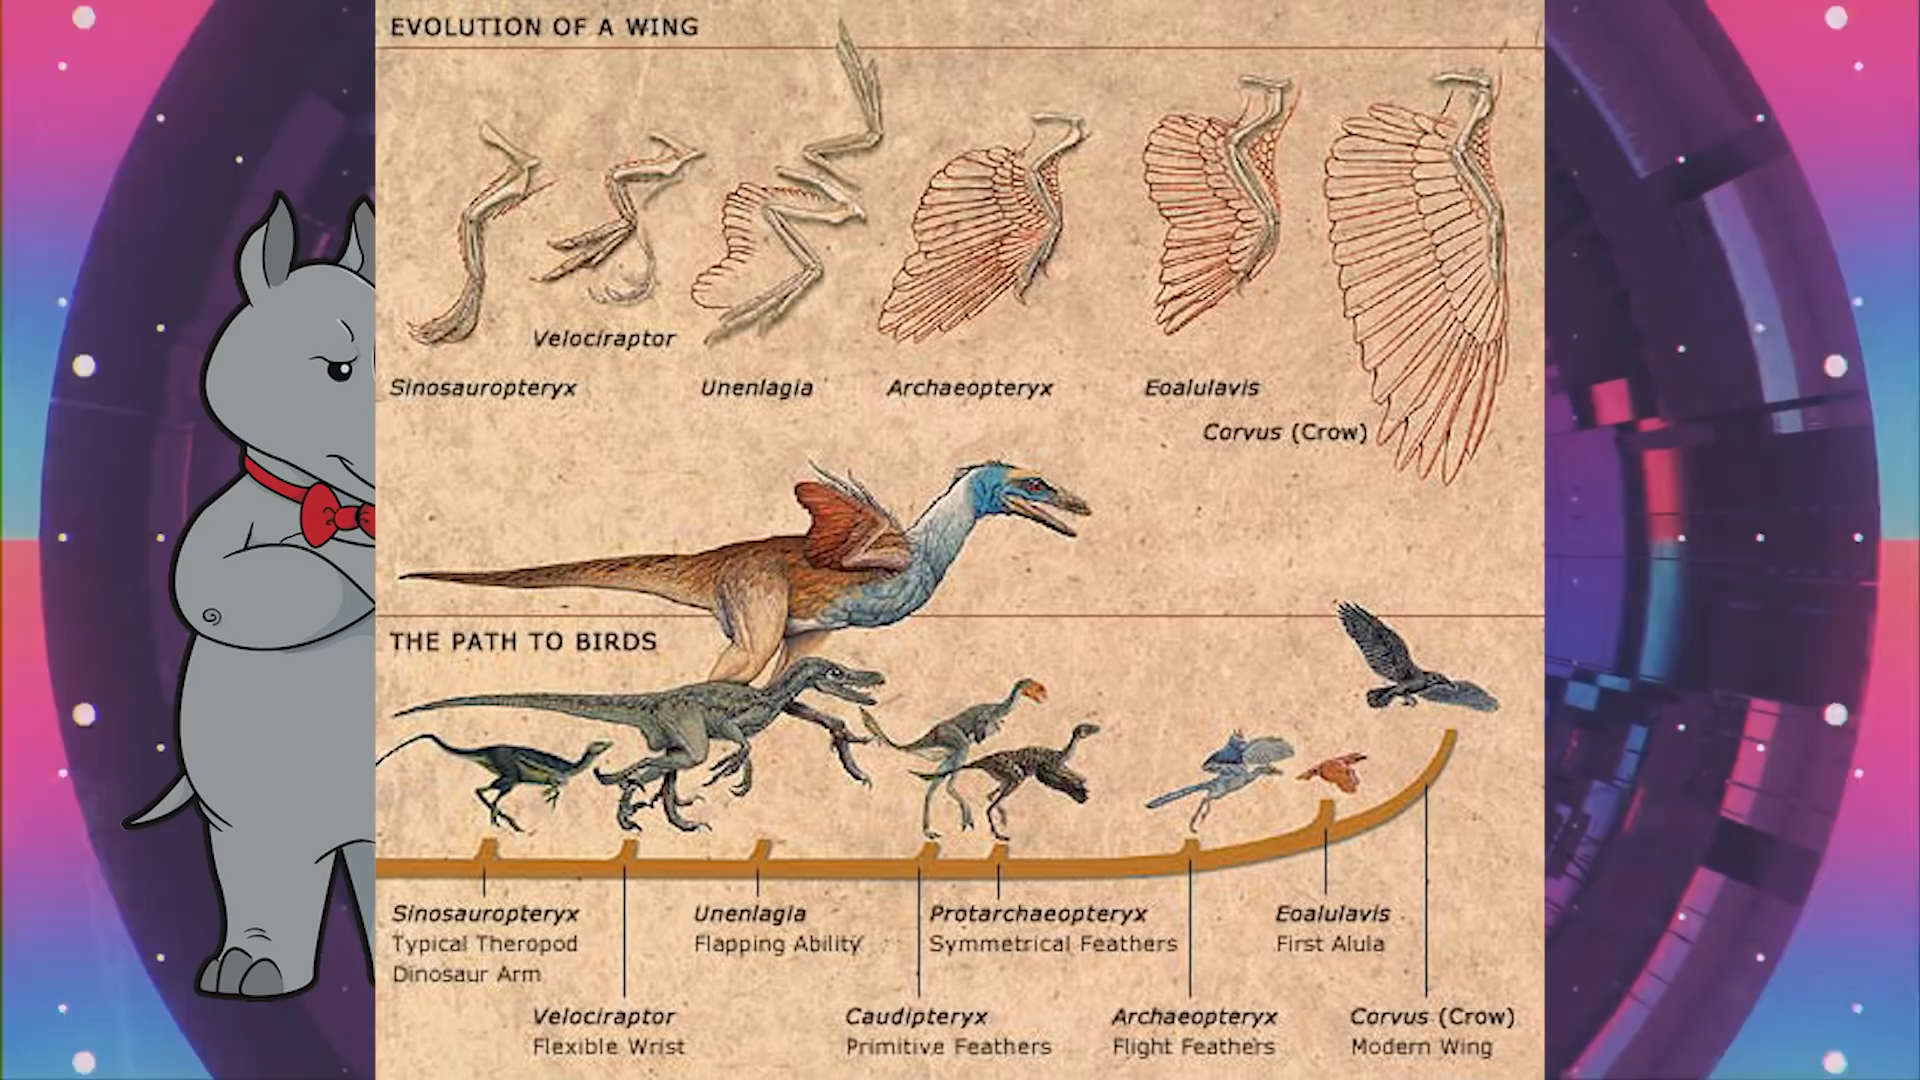 EVOLUTION OF A WING
Velociraptor
Sinosauropteryx
Unenlagia
Archaeopteryx
Eoalulavis
Corvus (Crow)
THE PATH TO BIRDS
Sinosauropteryx
Typical Theropod
Dinosaur Arm
Unenlagia
Flapping Ability
Protarchaeopteryx
Symmetrical Feathers
Eoalulavis
First Alula
Velociraptor
Flexible Wrist
Caudipteryx
Primitive Feathers
Archaeopteryx
Flight Feathers
Corvus (Crow)
Modern Wing